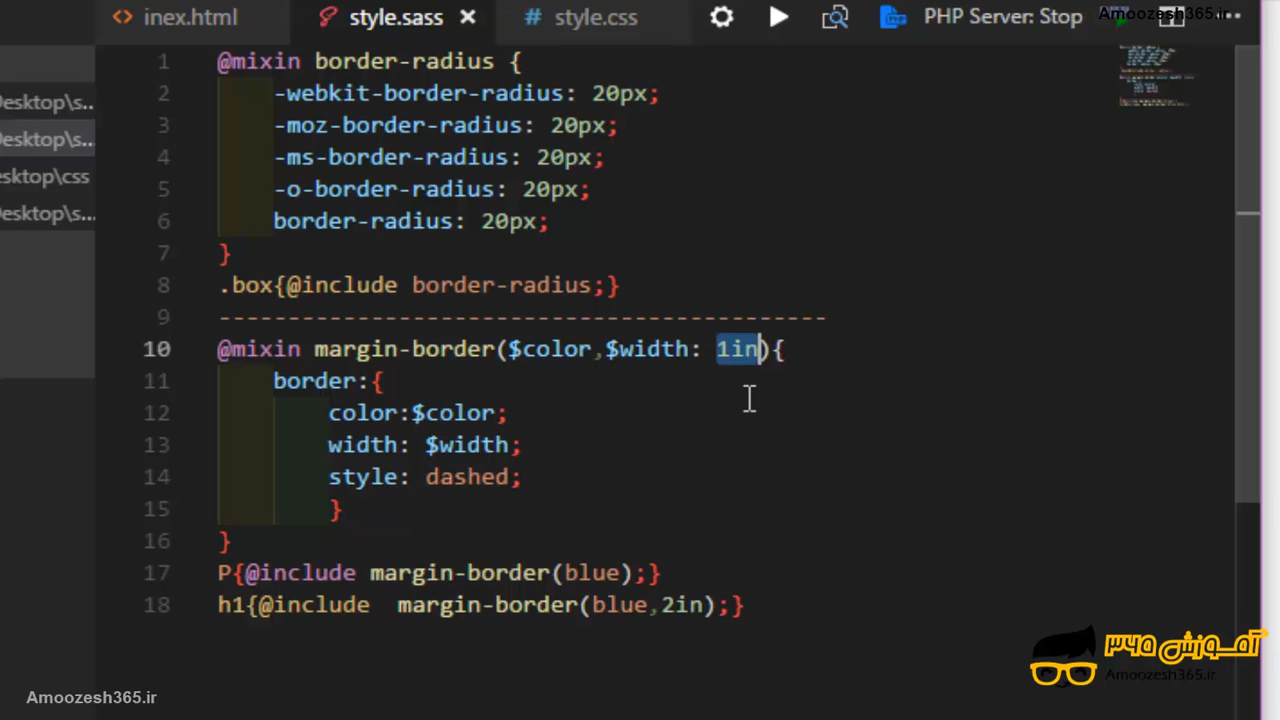 inex.html style.sass × style.css PHP Server: Stop
Amoozesh365.ir
Desktop\s...
Desktop\s...
esktop\css
Desktop\s...
1 @mixin border-radius {
2 -webkit-border-radius: 20px;
3 -moz-border-radius: 20px;
4 -ms-border-radius: 20px;
5 -o-border-radius: 20px;
6 border-radius: 20px;
7 }
8 .box{@include border-radius;}
9 --------------------------------------------
10 @mixin margin-border($color,$width: 1in){
11 border:{
12 color:$color;
13 width: $width;
14 style: dashed;
15 }
16 }
17 P{@include margin-border(blue);}
18 h1{@include  margin-border(blue,2in);}
آموزش ۳۶۵
Amoozesh365.ir
Amoozesh365.ir